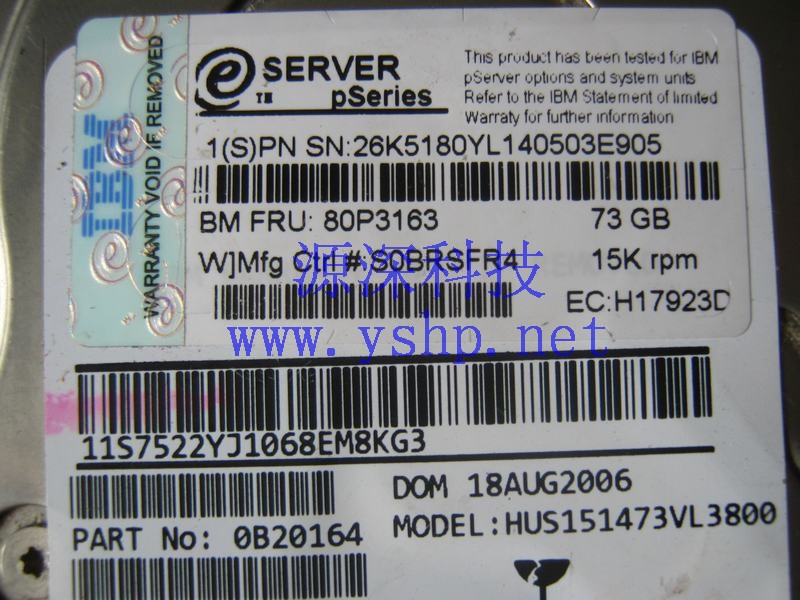 WARRANTY VOID IF REMOVED
IBM
e SERVER
TM pSeries
This product has been tested for IBM
pServer options and system units
Refer to the IBM Statement of limited
Warraty for further information
1(S)PN SN:26K5180YL140503E905
BM FRU: 80P3163 73 GB
W]Mfg Ctrl #:S0BRSFR4 15K rpm
EC:H17923D
源深科技
www.yshp.net
11S7522YJ1068EM8KG3
DOM 18AUG2006
PART No: 0B20164
MODEL:HUS151473VL3800